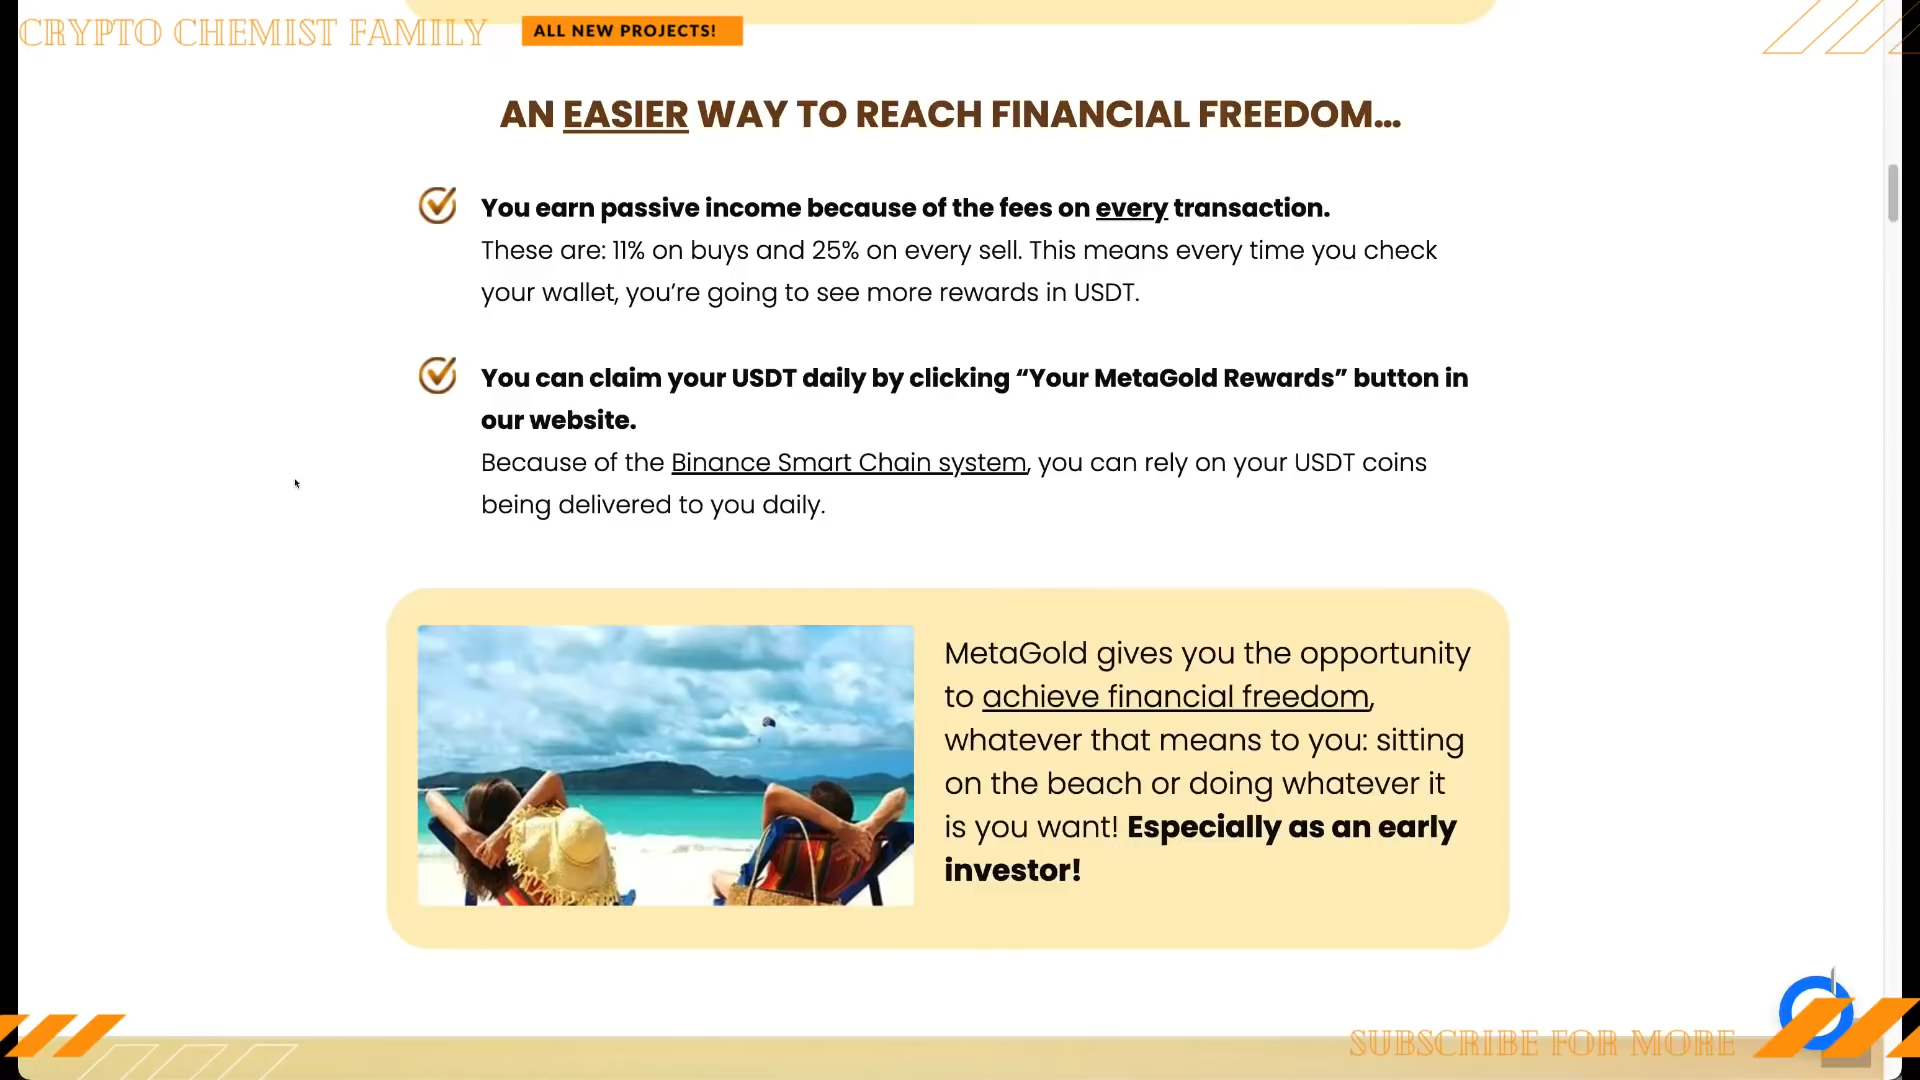 CRYPTO CHEMIST FAMILY
ALL NEW PROJECTS!
AN EASIER WAY TO REACH FINANCIAL FREEDOM...
You earn passive income because of the fees on every transaction.
These are: 11% on buys and 25% on every sell. This means every time you check
your wallet, you're going to see more rewards in USDT.
You can claim your USDT daily by clicking “Your MetaGold Rewards” button in
our website.
Because of the Binance Smart Chain system, you can rely on your USDT coins
being delivered to you daily.
MetaGold gives you the opportunity
to achieve financial freedom,
whatever that means to you: sitting
on the beach or doing whatever it
is you want! Especially as an early
investor!
SUBSCRIBE FOR MORE